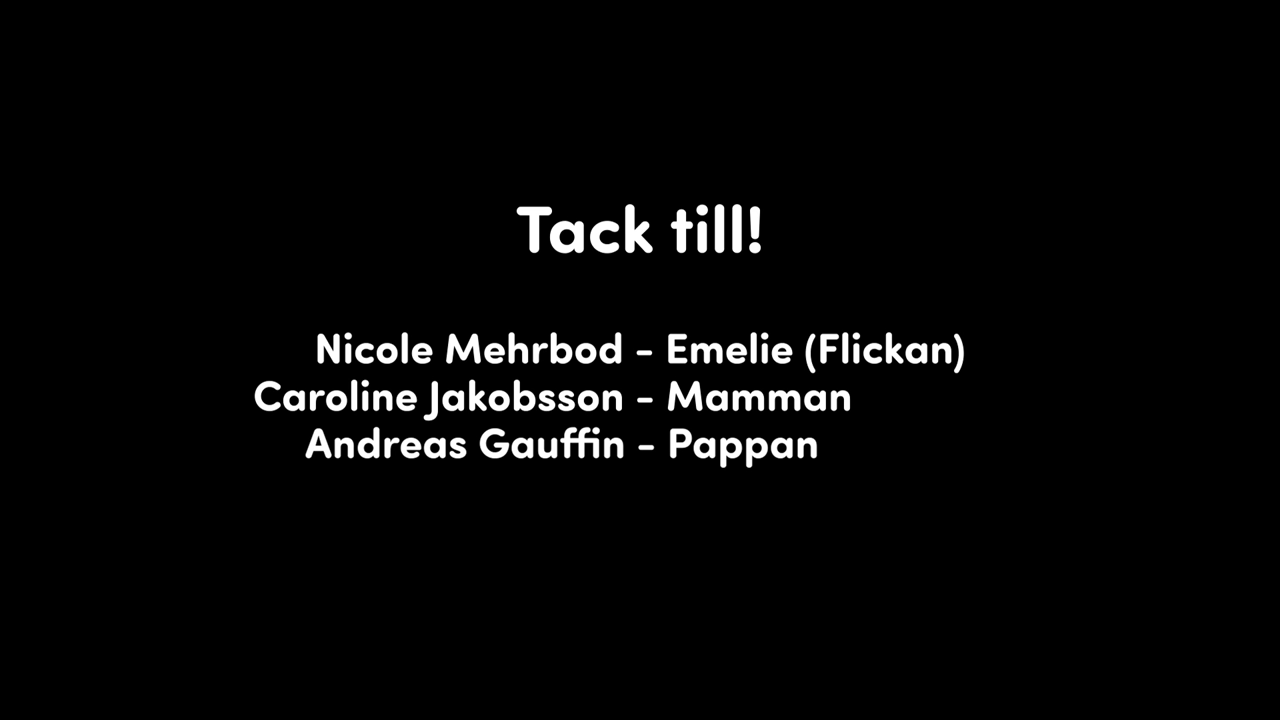 Tack till!
Nicole Mehrbod - Emelie (Flickan)
Caroline Jakobsson - Mamman
Andreas Gauffin - Pappan